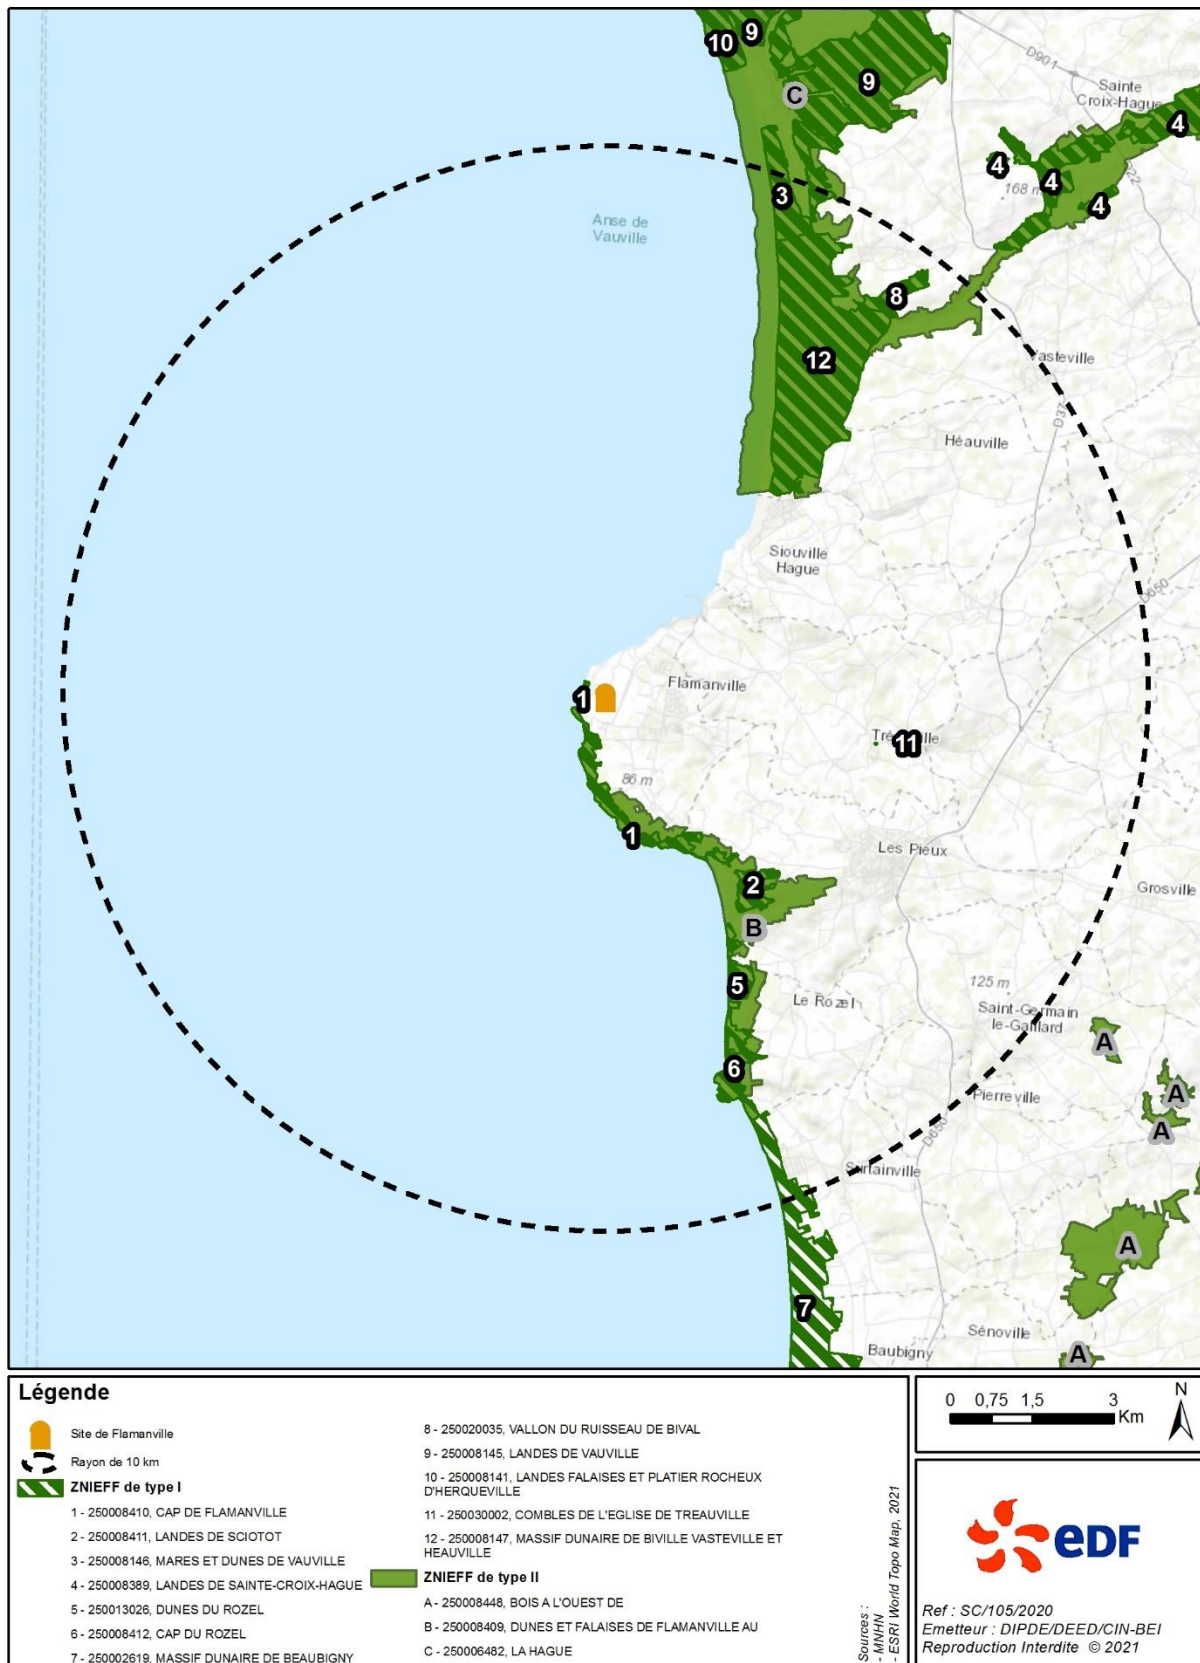 10
9
9
C
D901
Sainte
Croix-Hague
4
4
4
4
168 m
Anse de
Vauville
3
8
12
Vasteville
D37
Héauville
Siouville
Hague
D650
1
Flamanville
Tré
11
ville
86 m
1
Les Pieux
2
Grosville
B
5
Le Rozel
125 m
Saint-Germain
le-Gaillard
A
6
A
Pierreville
A
D650
Surtainville
A
7
Sénoville
Baubigny
A
Légende
Site de Flamanville
Rayon de 10 km
ZNIEFF de type I
1 - 250008410, CAP DE FLAMANVILLE
2 - 250008411, LANDES DE SCIOTOT
3 - 250008146, MARES ET DUNES DE VAUVILLE
4 - 250008389, LANDES DE SAINTE-CROIX-HAGUE
5 - 250013026, DUNES DU ROZEL
6 - 250008412, CAP DU ROZEL
7 - 250002619, MASSIF DUNAIRE DE BEAUBIGNY
8 - 250020035, VALLON DU RUISSEAU DE BIVAL
9 - 250008145, LANDES DE VAUVILLE
10 - 250008141, LANDES FALAISES ET PLATIER ROCHEUX
D'HERQUEVILLE
11 - 250030002, COMBLES DE L'EGLISE DE TREAUVILLE
12 - 250008147, MASSIF DUNAIRE DE BIVILLE VASTEVILLE ET
HEAUVILLE
ZNIEFF de type II
A - 250008448, BOIS A L'OUEST DE
B - 250008409, DUNES ET FALAISES DE FLAMANVILLE AU
C - 250006482, LA HAGUE
Sources :
- MNHN
- ESRI World Topo Map, 2021
0 0,75 1,5 3
Km
N
eDF
Ref : SC/105/2020
Emetteur : DIPDE/DEED/CIN-BEI
Reproduction Interdite © 2021